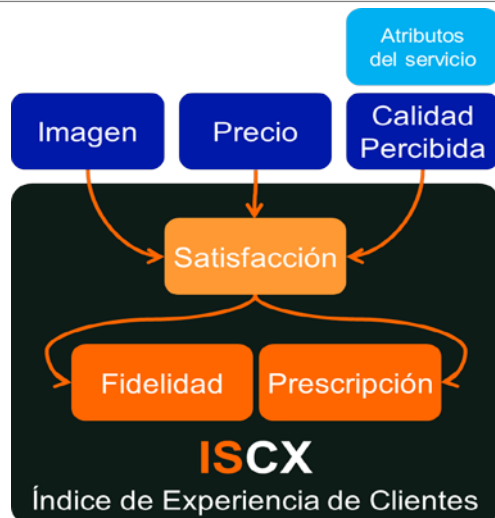 Atributos
del servicio
Imagen
Precio
Calidad
Percibida
Satisfacción
Fidelidad
Prescripción
ISCX
Índice de Experiencia de Clientes